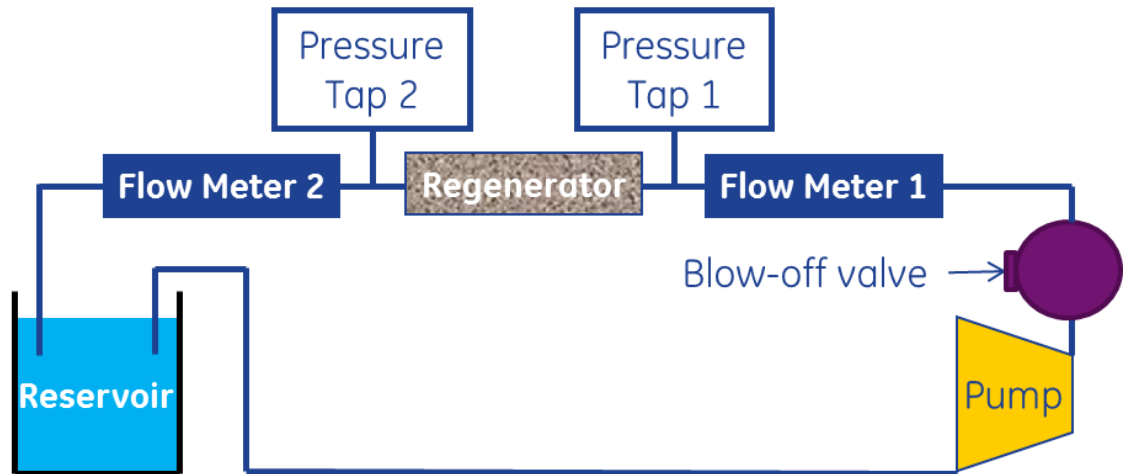 Pressure
Tap 2
Pressure
Tap 1
Flow Meter 2
Regenerator
Flow Meter 1
Blow-off valve
Reservoir
Pump